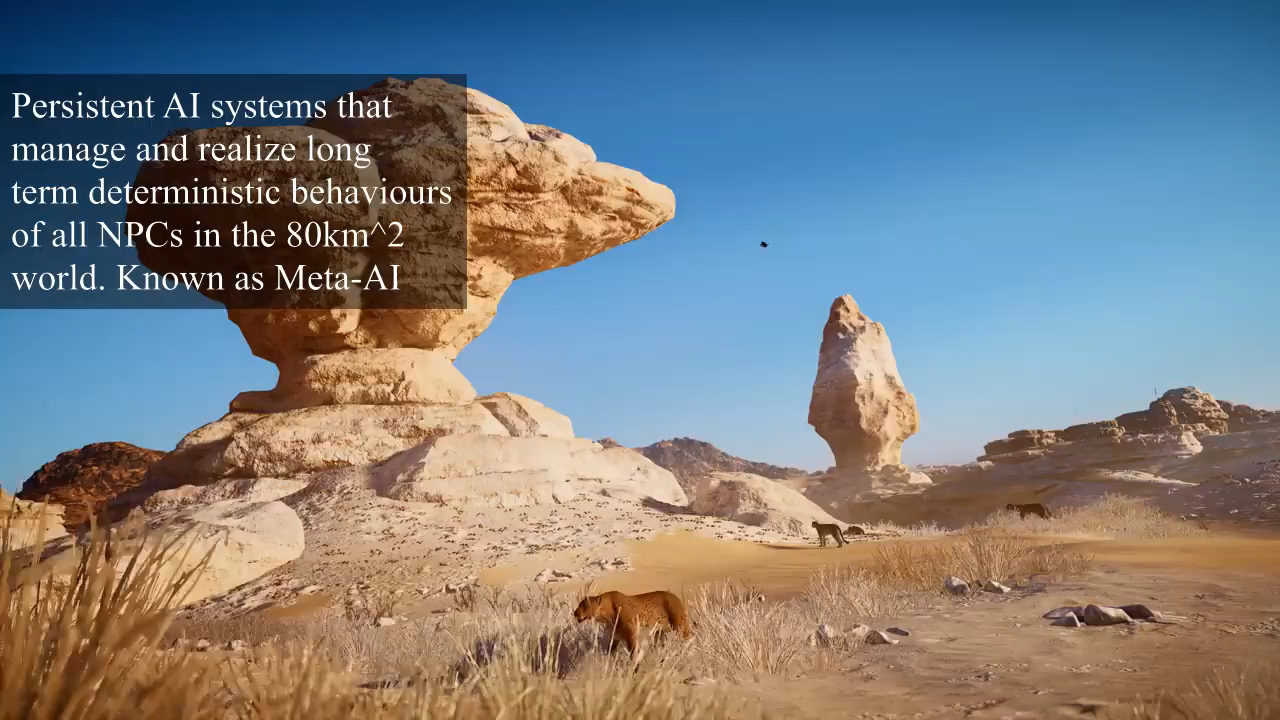 Persistent AI systems that
manage and realize long
term deterministic behaviours
of all NPCs in the 80km^2
world. Known as Meta-AI